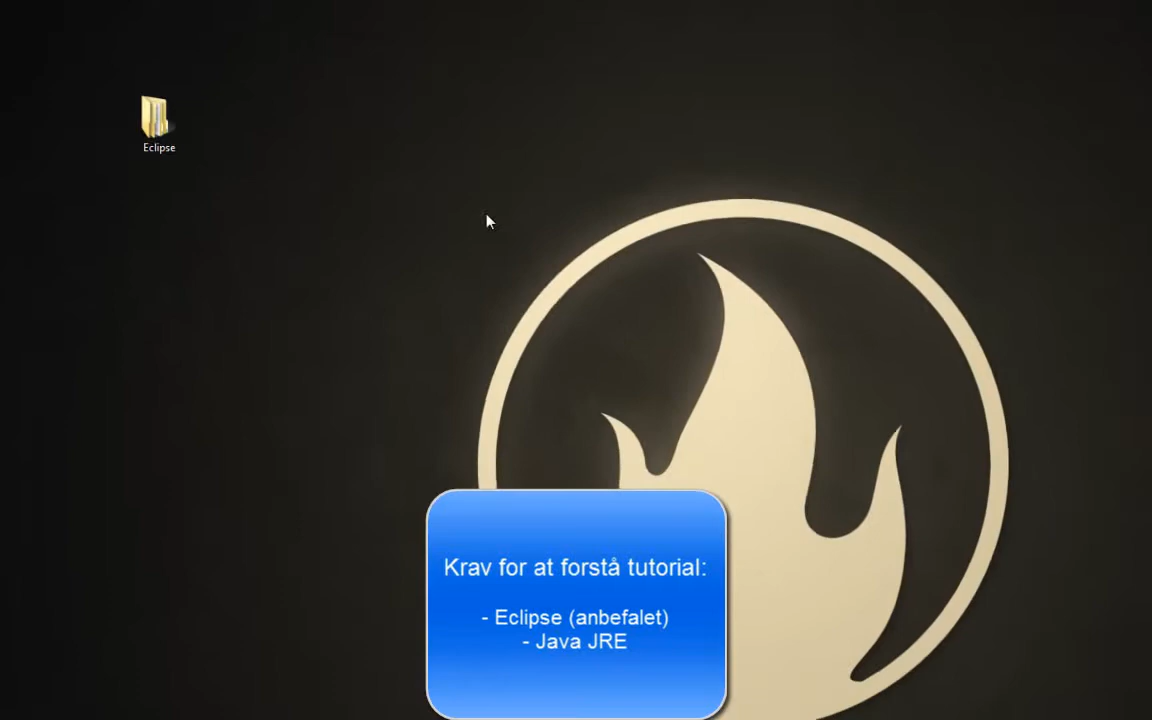 Eclipse
Krav for at forstå tutorial:
- Eclipse (anbefalet)
- Java JRE